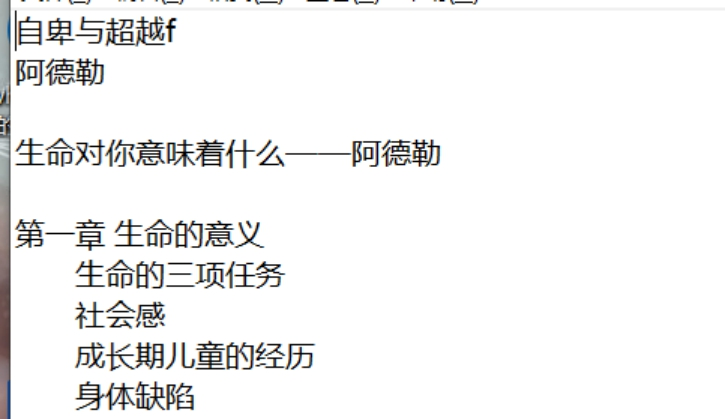 自卑与超越f
阿德勒
生命对你意味着什么——阿德勒
第一章 生命的意义
生命的三项任务
社会感
成长期儿童的经历
身体缺陷